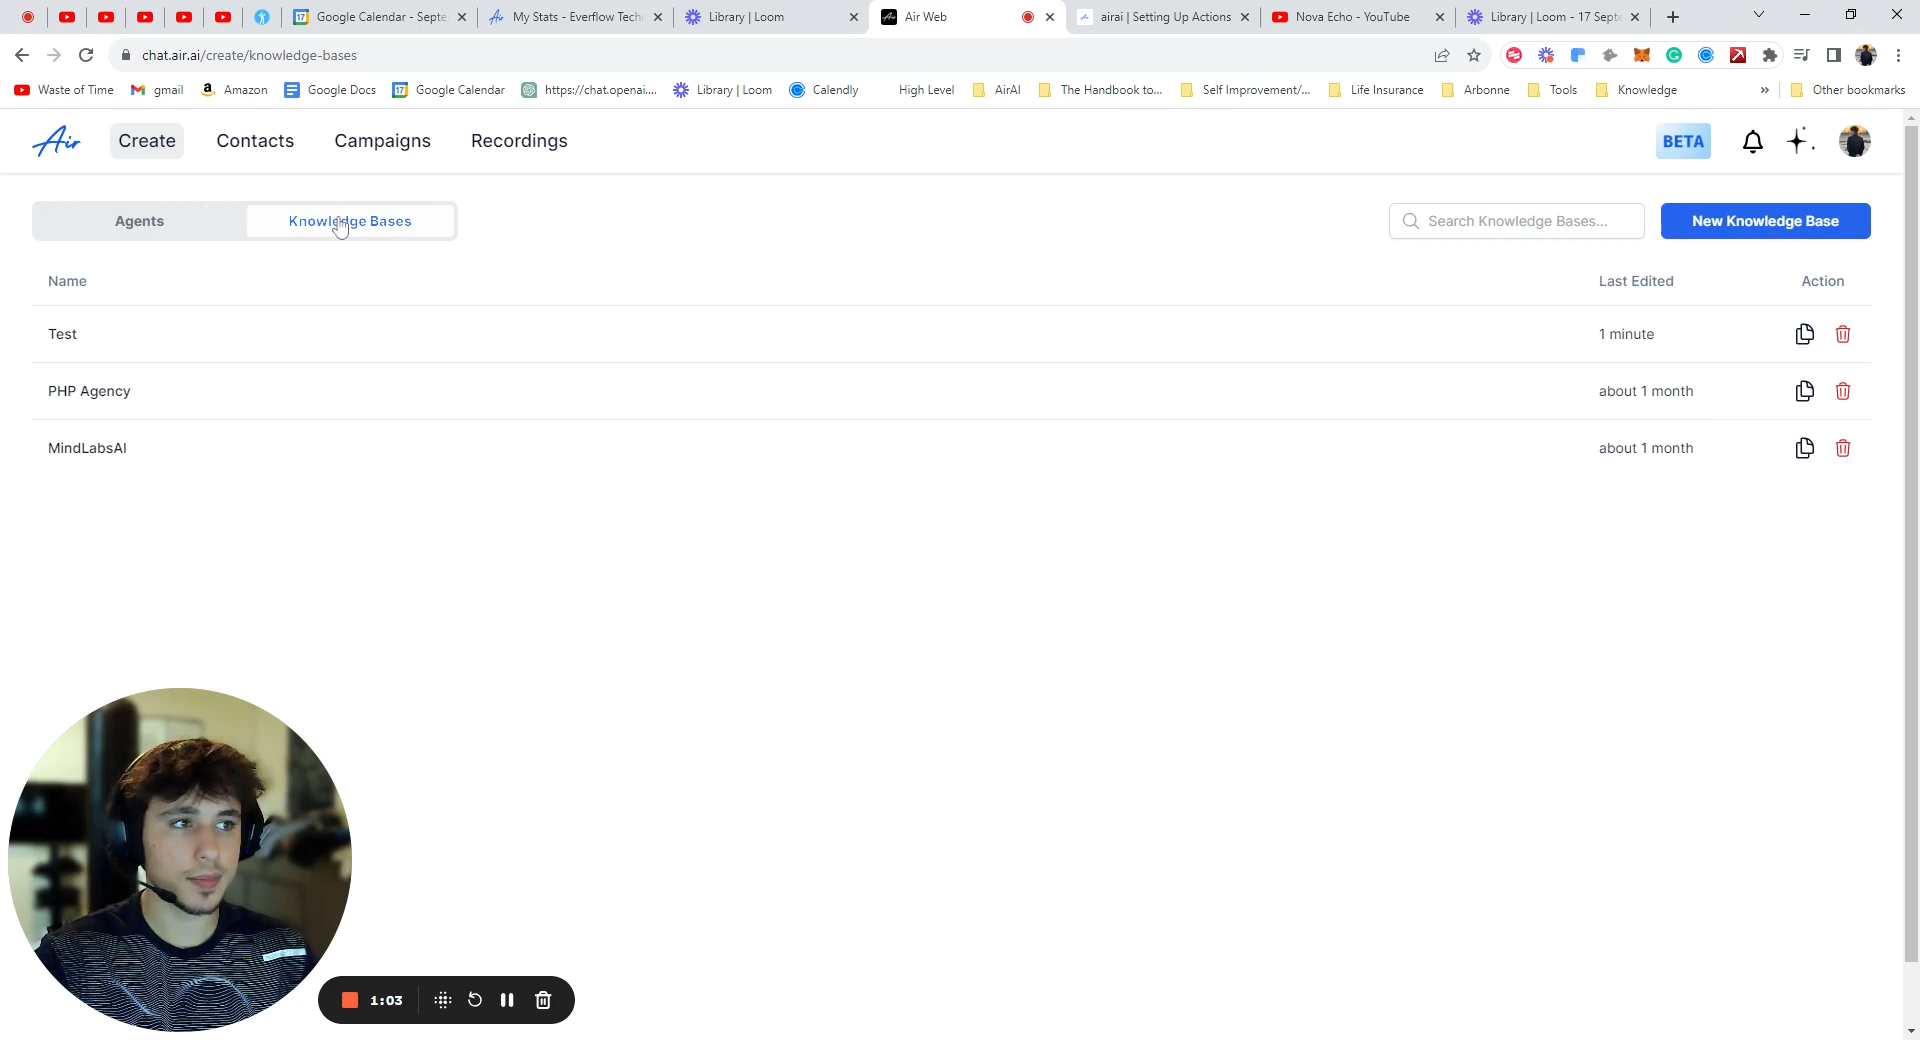 Google Calendar - Septe
My Stats - Everflow Tech
Library | Loom
Air Web
airai | Setting Up Actions
Nova Echo - YouTube
Library | Loom - 17 Septe
chat.air.ai/create/knowledge-bases
Waste of Time
gmail
Amazon
Google Docs
Google Calendar
https://chat.openai....
Library | Loom
Calendly
High Level
AirAI
The Handbook to...
Self Improvement/...
Life Insurance
Arbonne
Tools
Knowledge
»
Other bookmarks
Air
Create
Contacts
Campaigns
Recordings
BETA
Agents
Knowledge Bases
Search Knowledge Bases...
New Knowledge Base
Name
Last Edited
Action
Test
1 minute
PHP Agency
about 1 month
MindLabsAI
about 1 month
1:03